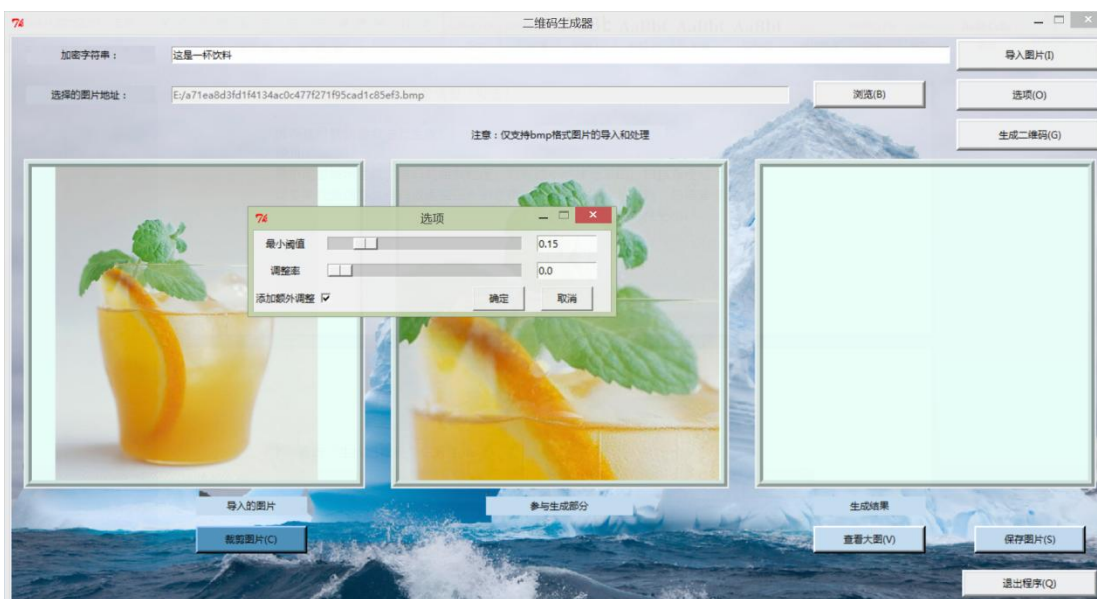 二维码生成器
加密字符串： 这是一杯饮料 导入图片(I)
选择的图片地址： E:/a71ea8d3fd1f4134ac0c477f271f95cad1c85ef3.bmp 浏览(B) 选项(O)
注意：仅支持bmp格式图片的导入和处理 生成二维码(G)
选项
最小阈值 0.15
调整率 0.0
添加额外调整 确定 取消
导入的图片 参与生成部分 生成结果
裁剪图片(C) 查看大图(V) 保存图片(S)
退出程序(Q)